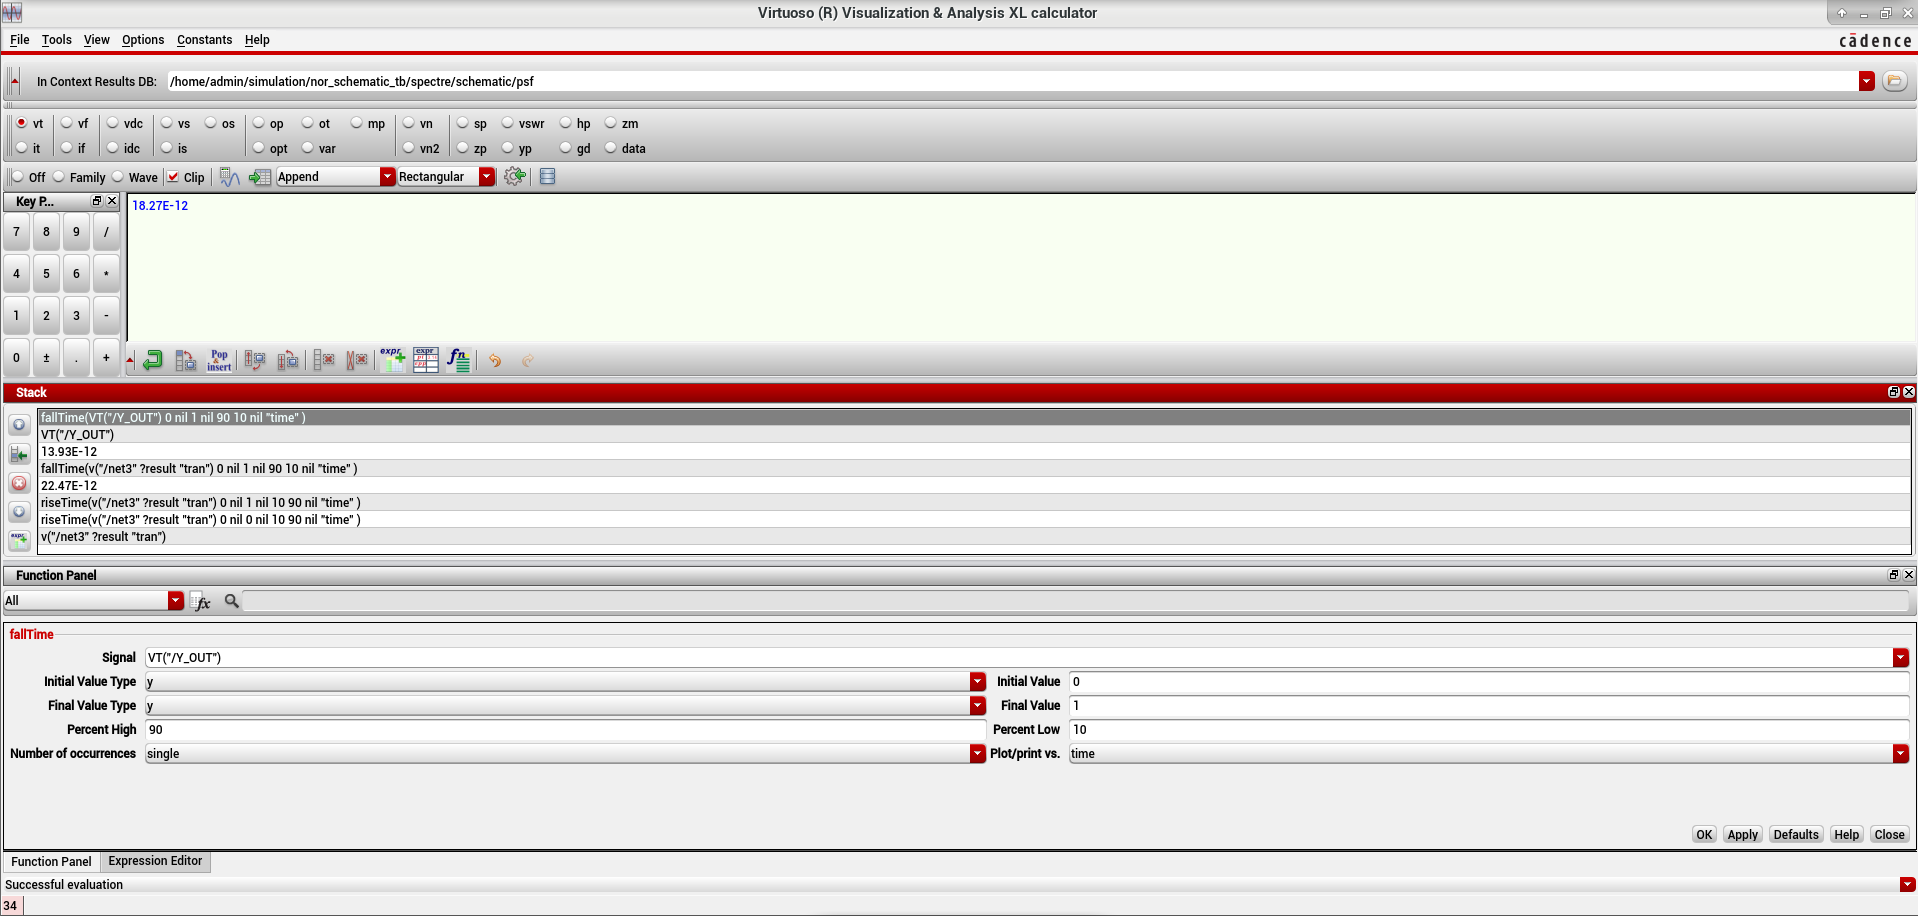 Virtuoso (R) Visualization & Analysis XL calculator
File Tools View Options Constants Help
cādence
In Context Results DB: /home/admin/simulation/nor_schematic_tb/spectre/schematic/psf
vt vf vdc vs os op ot mp vn sp vswr hp zm
it if idc is opt var vn2 zp yp gd data
Off Family Wave Clip Append Rectangular
Key P...
18.27E-12
7 8 9 /
4 5 6 *
1 2 3 -
0 ± . +
Pop & insert
expr
expr
fn
Stack
fallTime(VT("/Y_OUT") 0 nil 1 nil 90 10 nil "time" )
VT("/Y_OUT")
13.93E-12
fallTime(v("/net3" ?result "tran") 0 nil 1 nil 90 10 nil "time" )
22.47E-12
riseTime(v("/net3" ?result "tran") 0 nil 1 nil 10 90 nil "time" )
riseTime(v("/net3" ?result "tran") 0 nil 0 nil 10 90 nil "time" )
v("/net3" ?result "tran")
expr
Function Panel
All fx
fallTime
Signal VT("/Y_OUT")
Initial Value Type y Initial Value 0
Final Value Type y Final Value 1
Percent High 90 Percent Low 10
Number of occurrences single Plot/print vs. time
OK Apply Defaults Help Close
Function Panel Expression Editor
Successful evaluation
34